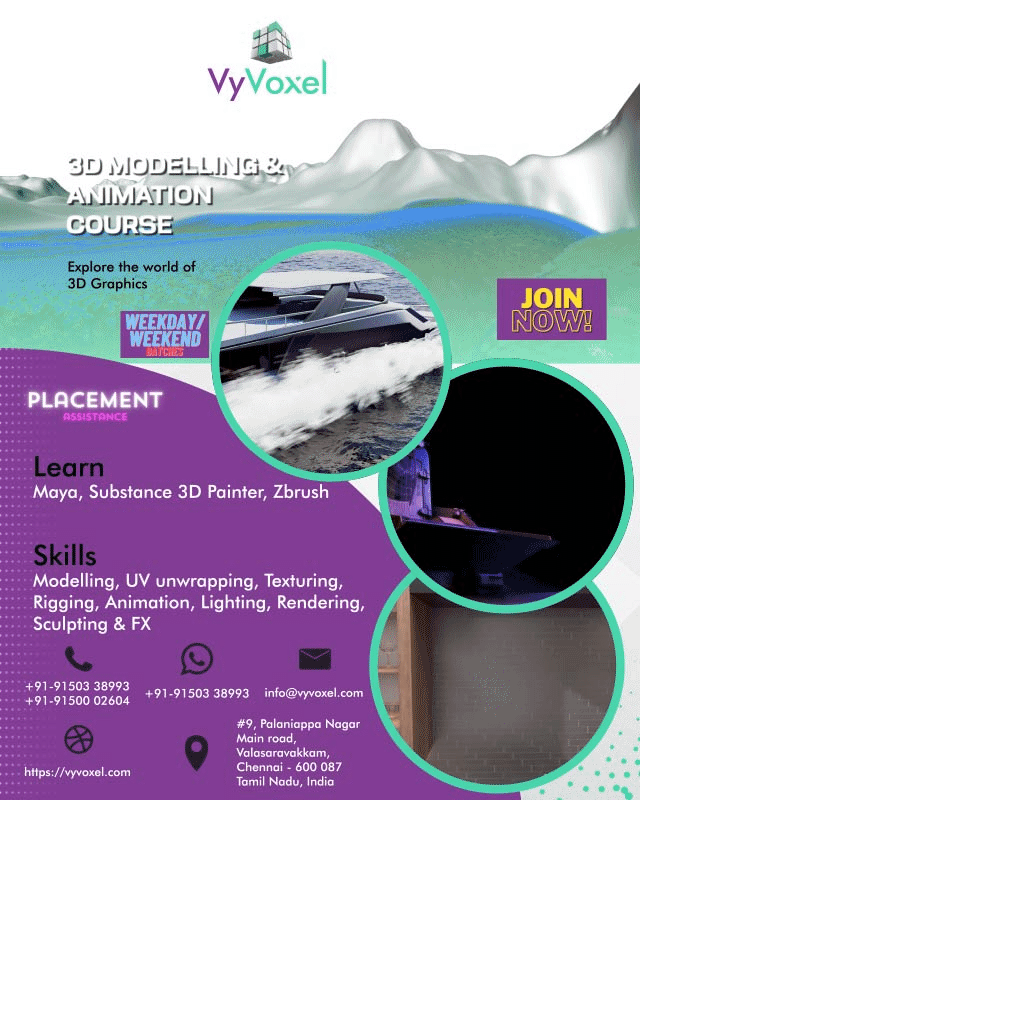 VyVoxel
3D MODELLING &
ANIMATION
COURSE
Explore the world of
3D Graphics
JOIN
NOW!
WEEKDAY/
WEEKEND
BATCHES
PLACEMENT
ASSISTANCE
Learn
Maya, Substance 3D Painter, Zbrush
Skills
Modelling, UV unwrapping, Texturing,
Rigging, Animation, Lighting, Rendering,
Sculpting & FX
+91-91503 38993
+91-91500 02604
+91-91503 38993
info@vyvoxel.com
https://vyvoxel.com
#9, Palaniappa Nagar
Main road,
Valasaravakkam,
Chennai - 600 087
Tamil Nadu, India